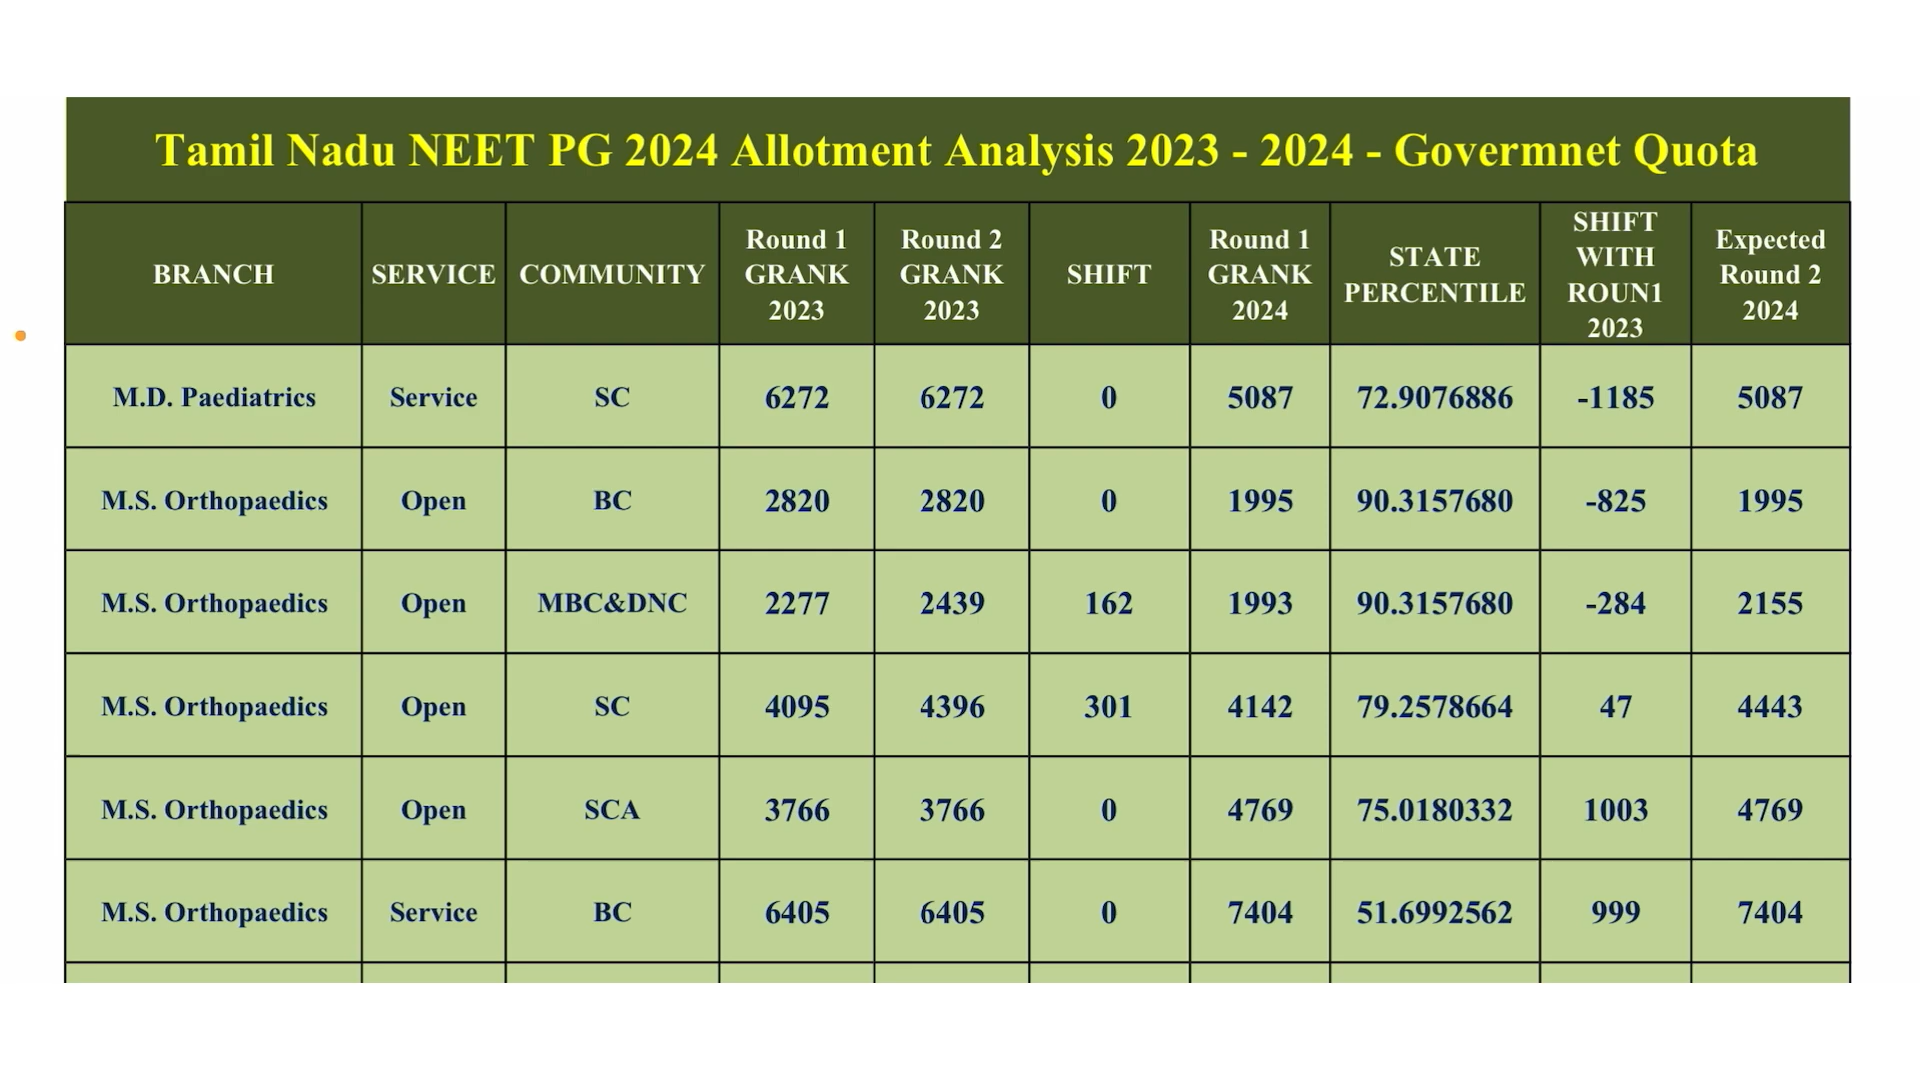 Tamil Nadu NEET PG 2024 Allotment Analysis 2023 - 2024 - Govermnet Quota
BRANCH SERVICE COMMUNITY Round 1 GRANK 2023 Round 2 GRANK 2023 SHIFT Round 1 GRANK 2024 STATE PERCENTILE SHIFT WITH ROUN1 2023 Expected Round 2 2024
M.D. Paediatrics Service SC 6272 6272 0 5087 72.9076886 -1185 5087
M.S. Orthopaedics Open BC 2820 2820 0 1995 90.3157680 -825 1995
M.S. Orthopaedics Open MBC&DNC 2277 2439 162 1993 90.3157680 -284 2155
M.S. Orthopaedics Open SC 4095 4396 301 4142 79.2578664 47 4443
M.S. Orthopaedics Open SCA 3766 3766 0 4769 75.0180332 1003 4769
M.S. Orthopaedics Service BC 6405 6405 0 7404 51.6992562 999 7404